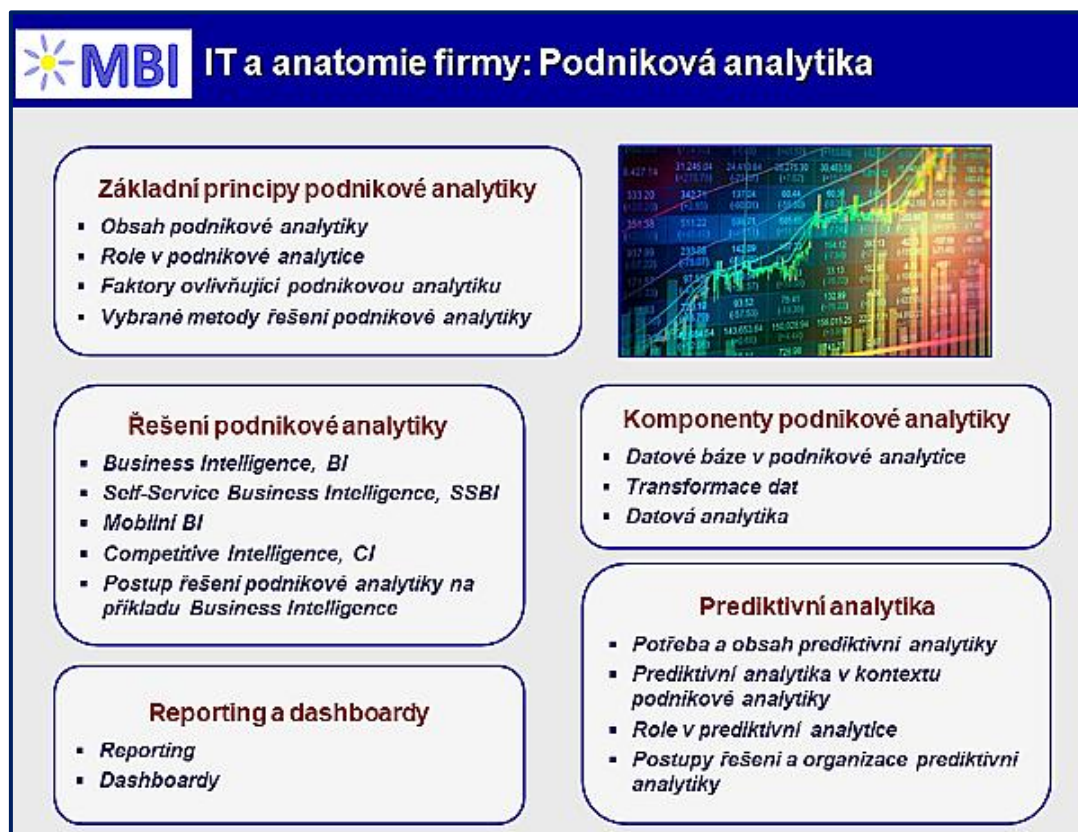 MBI
IT a anatomie firmy: Podniková analytika
Základní principy podnikové analytiky
▪ Obsah podnikové analytiky
▪ Role v podnikové analytice
▪ Faktory ovlivňující podnikovou analytiku
▪ Vybrané metody řešení podnikové analytiky
Řešení podnikové analytiky
▪ Business Intelligence, BI
▪ Self-Service Business Intelligence, SSBI
▪ Mobilní BI
▪ Competitive Intelligence, CI
▪ Postup řešení podnikové analytiky na
příkladu Business Intelligence
Reporting a dashboardy
▪ Reporting
▪ Dashboardy
Komponenty podnikové analytiky
▪ Datové báze v podnikové analytice
▪ Transformace dat
▪ Datová analytika
Prediktivní analytika
▪ Potřeba a obsah prediktivní analytiky
▪ Prediktivní analytika v kontextu
podnikové analytiky
▪ Role v prediktivní analytice
▪ Postupy řešení a organizace prediktivní
analytiky